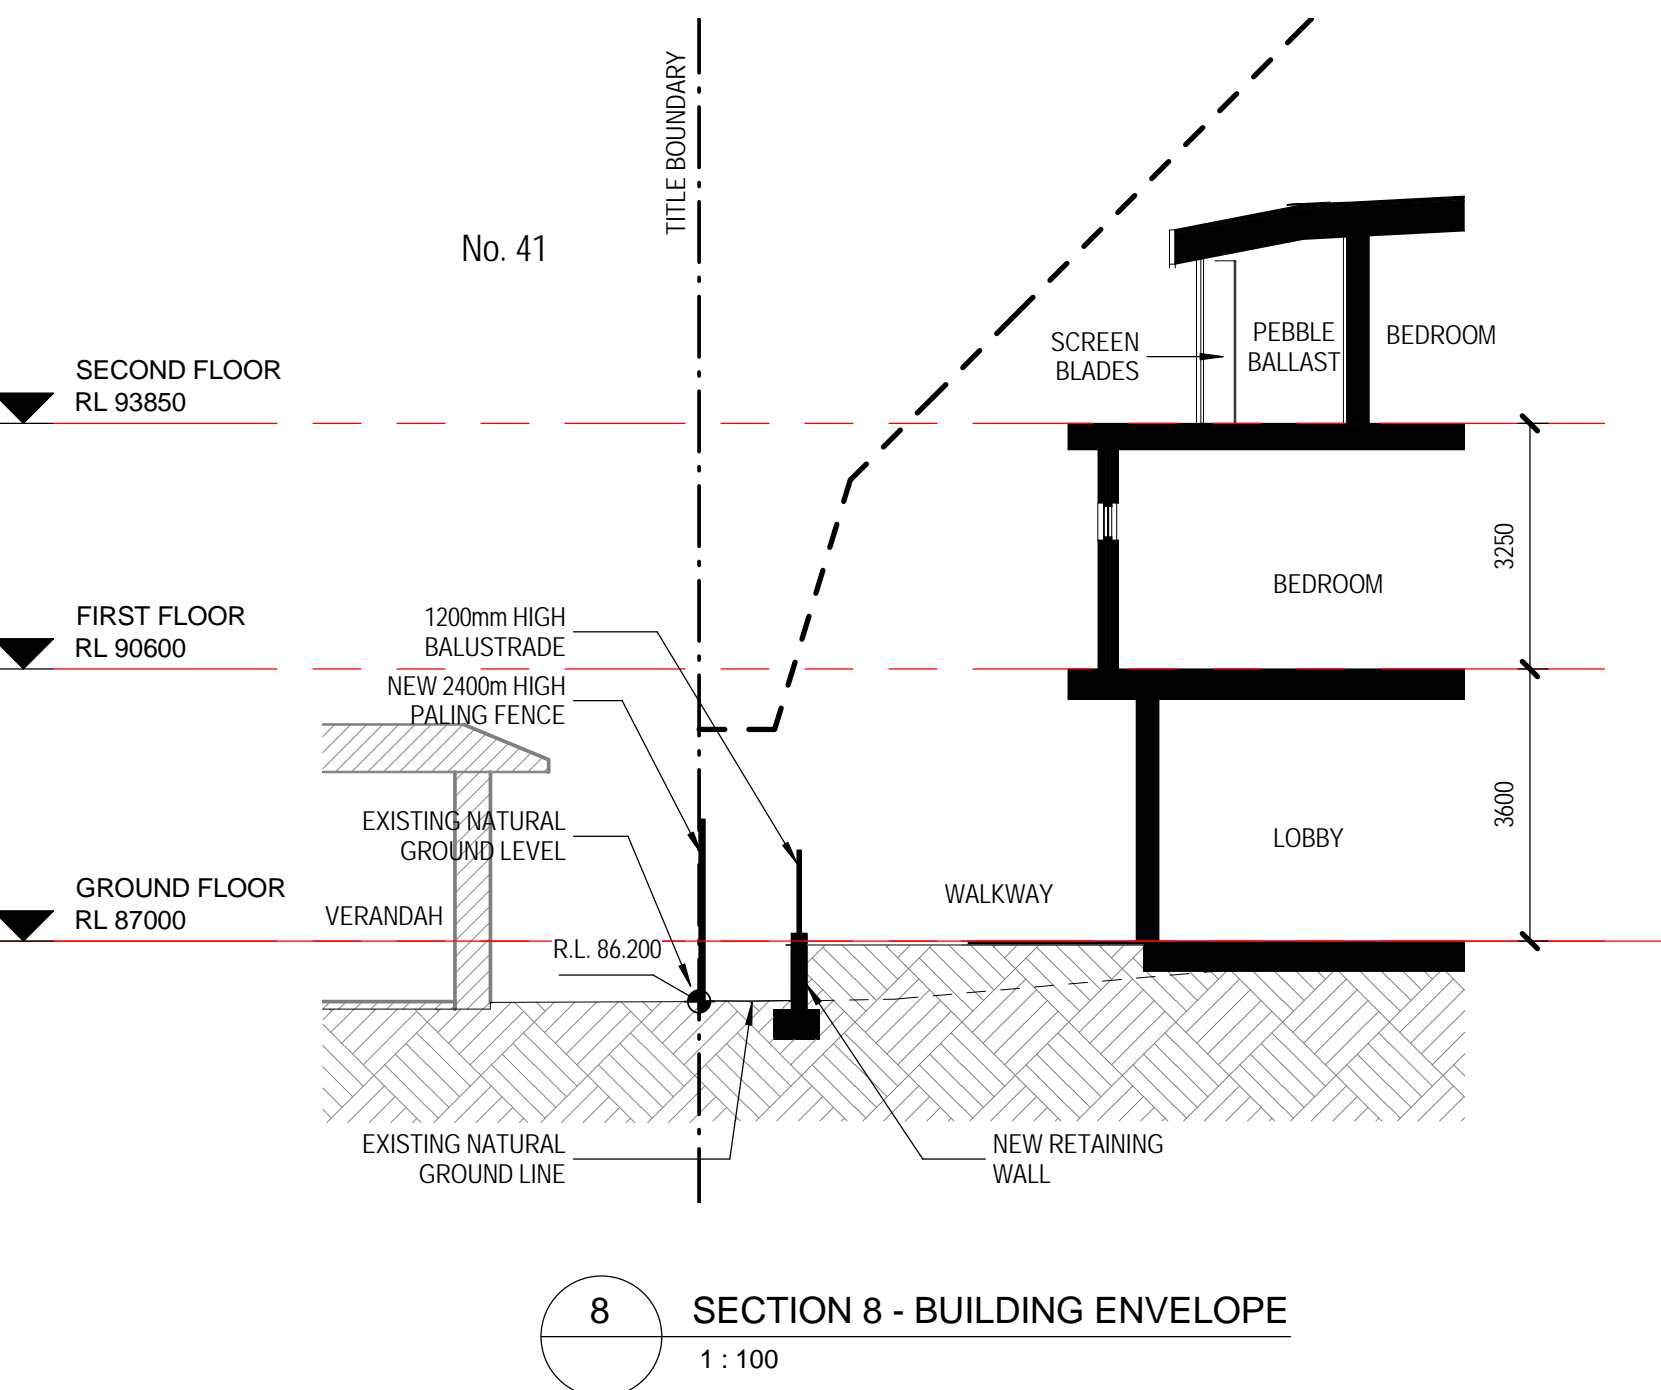 TITLE BOUNDARY
No. 41
SCREEN
BLADES
PEBBLE
BALLAST
BEDROOM
SECOND FLOOR
RL 93850
3250
BEDROOM
FIRST FLOOR
RL 90600
1200mm HIGH
BALUSTRADE
NEW 2400m HIGH
PALING FENCE
EXISTING NATURAL
GROUND LEVEL
3600
LOBBY
GROUND FLOOR
RL 87000
VERANDAH
WALKWAY
R.L. 86.200
EXISTING NATURAL
GROUND LINE
NEW RETAINING
WALL
8
SECTION 8 - BUILDING ENVELOPE
1 : 100